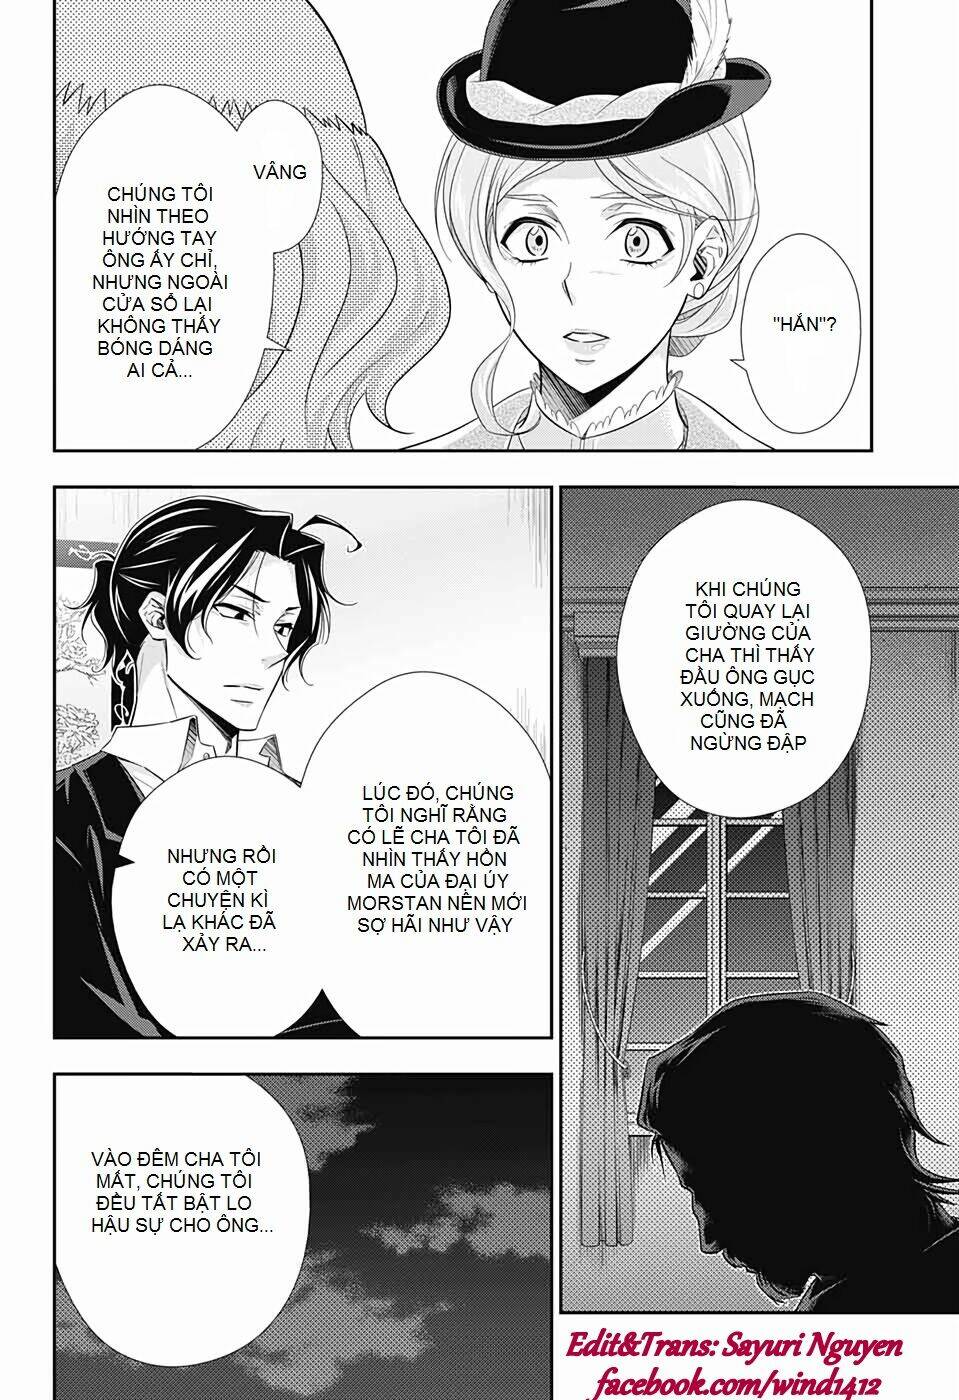 "HẮN"?
VÂNG
CHÚNG TÔI
NHÌN THEO
HƯỚNG TAY
ÔNG ẤY CHỈ,
NHƯNG NGOÀI
CỬA SỔ LẠI
KHÔNG THẤY
BÓNG DÁNG
AI CẢ...
KHI CHÚNG
TÔI QUAY LẠI
GIƯỜNG CỦA
CHA THÌ THẤY
ĐẦU ÔNG GỤC
XUỐNG, MẠCH
CŨNG ĐÃ
NGỪNG ĐẬP
LÚC ĐÓ, CHÚNG
TÔI NGHĨ RẰNG
CÓ LẼ CHA TÔI ĐÃ
NHÌN THẤY HỒN
MA CỦA ĐẠI ÚY
MORSTAN NÊN MỚI
SỢ HÃI NHƯ VẬY
NHƯNG RỒI
CÓ MỘT
CHUYỆN KÌ
LẠ KHÁC ĐÃ
XẢY RA...
VÀO ĐÊM CHA TÔI
MẤT, CHÚNG TÔI
ĐỀU TẤT BẬT LO
HẬU SỰ CHO ÔNG...
Edit&Trans: Sayuri Nguyen
facebook.com/wind1412